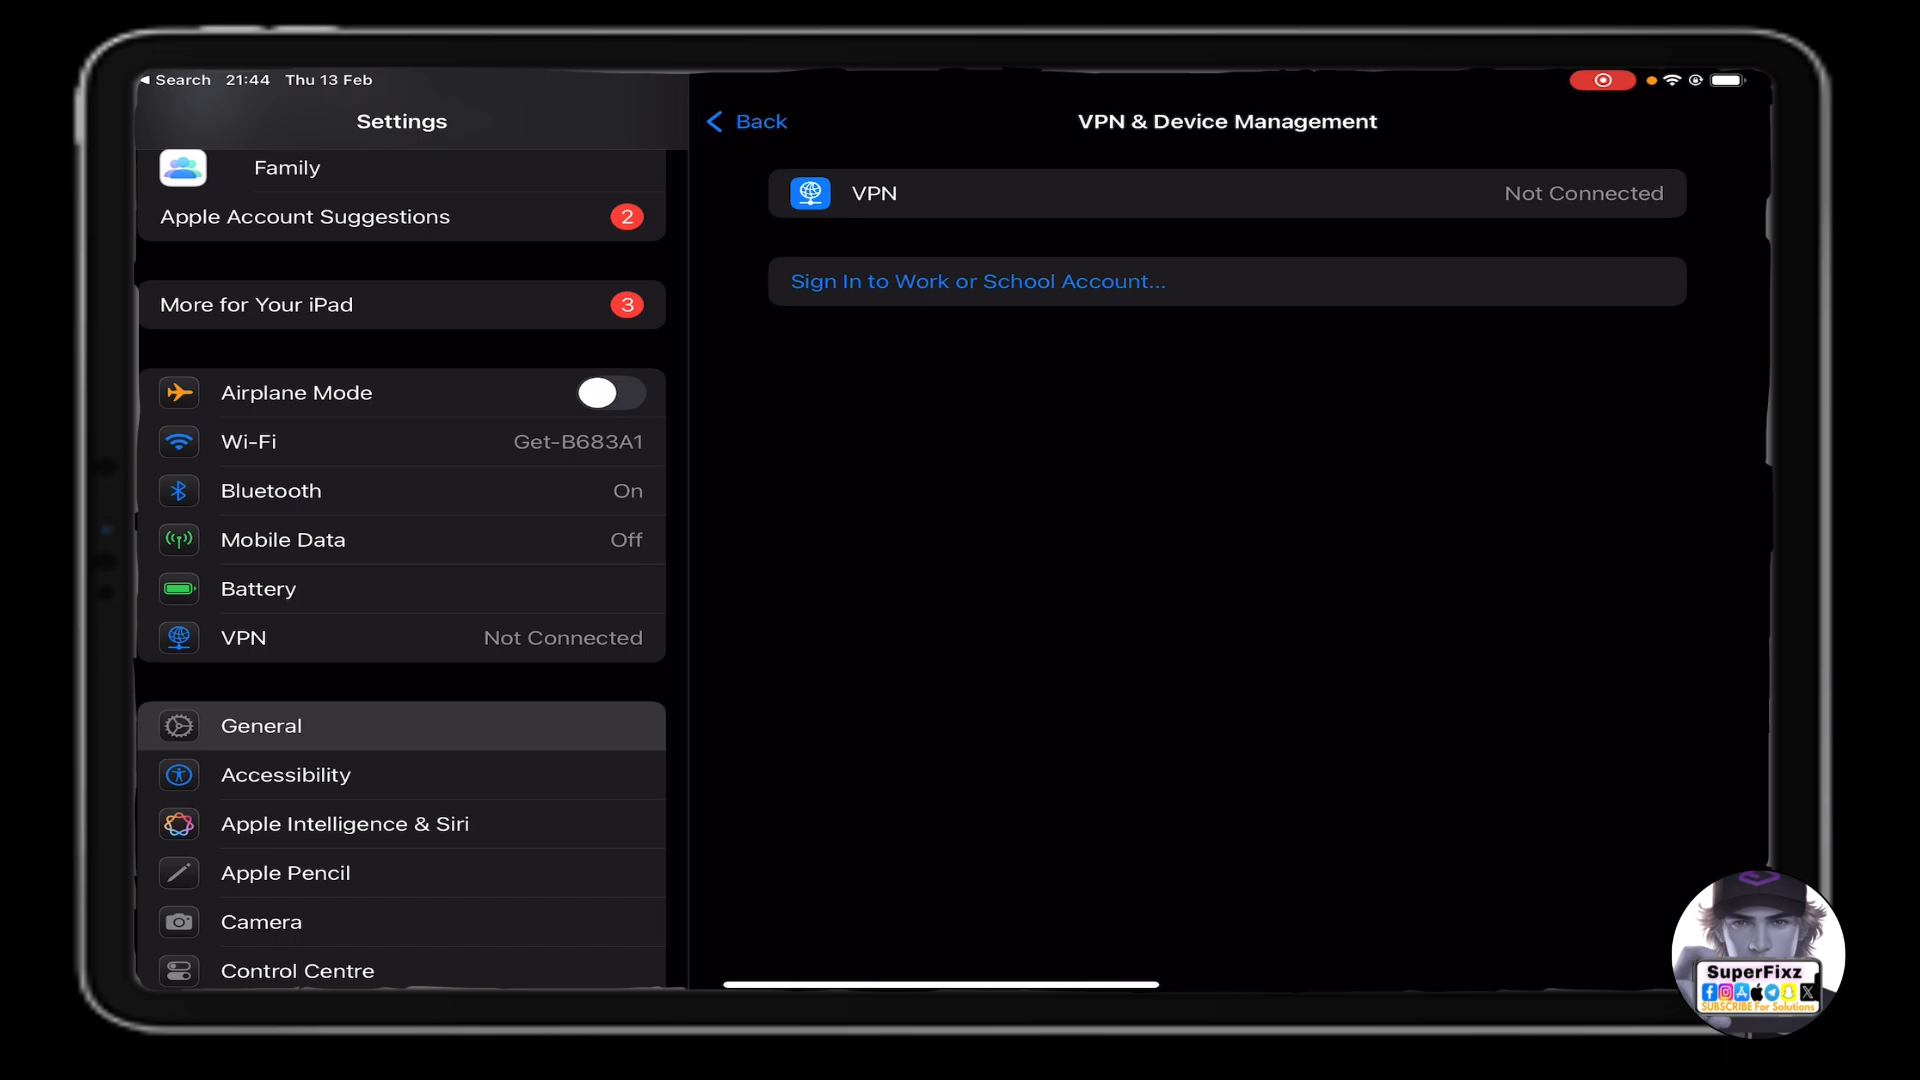 Search 21:44 Thu 13 Feb
Settings
Back
VPN & Device Management
Family
Apple Account Suggestions 2
More for Your iPad 3
Airplane Mode
Wi-Fi Get-B683A1
Bluetooth On
Mobile Data Off
Battery
VPN Not Connected
General
Accessibility
Apple Intelligence & Siri
Apple Pencil
Camera
Control Centre
VPN Not Connected
Sign In to Work or School Account...
SuperFixz
SUBSCRIBE For Solutions